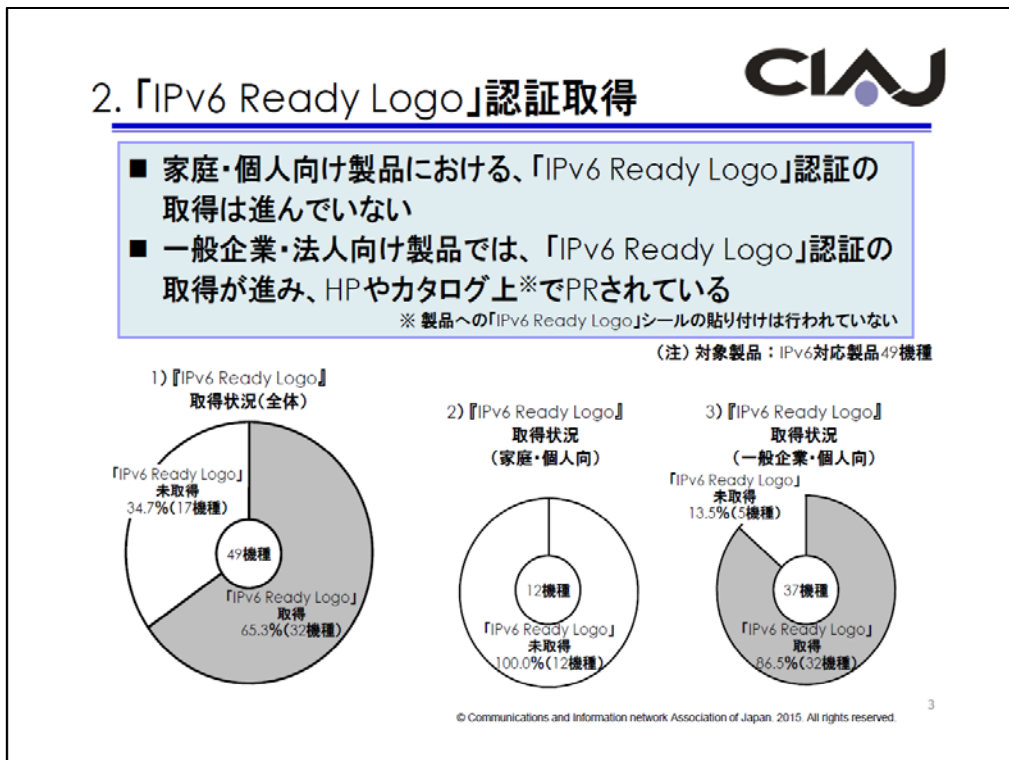 CIAJ
2.「IPv6 Ready Logo」認証取得
■ 家庭・個人向け製品における、「IPv6 Ready Logo」認証の
取得は進んでいない
■ 一般企業・法人向け製品では、「IPv6 Ready Logo」認証の
取得が進み、HPやカタログ上※でPRされている
※ 製品への「IPv6 Ready Logo」シールの貼り付けは行われていない
（注）対象製品：IPv6対応製品49機種
1)『IPv6 Ready Logo』
取得状況（全体）
「IPv6 Ready Logo」
未取得
34.7%(17機種)
49機種
「IPv6 Ready Logo」
取得
65.3%(32機種)
2)『IPv6 Ready Logo』
取得状況
（家庭・個人向）
12機種
「IPv6 Ready Logo」
未取得
100.0%(12機種)
3)『IPv6 Ready Logo』
取得状況
（一般企業・個人向）
「IPv6 Ready Logo」
未取得
13.5%(5機種)
37機種
「IPv6 Ready Logo」
取得
86.5%(32機種)
3
© Communications and Information network Association of Japan. 2015. All rights reserved.